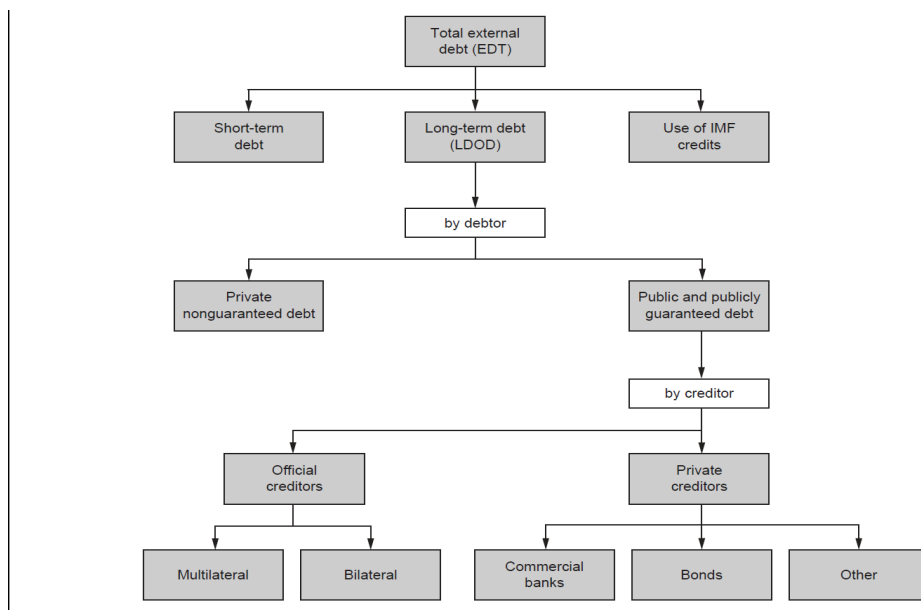 Total external
debt (EDT)
Short-term
debt
Long-term debt
(LDOD)
Use of IMF
credits
by debtor
Private
nonguaranteed debt
Public and publicly
guaranteed debt
by creditor
Official
creditors
Private
creditors
Multilateral
Bilateral
Commercial
banks
Bonds
Other